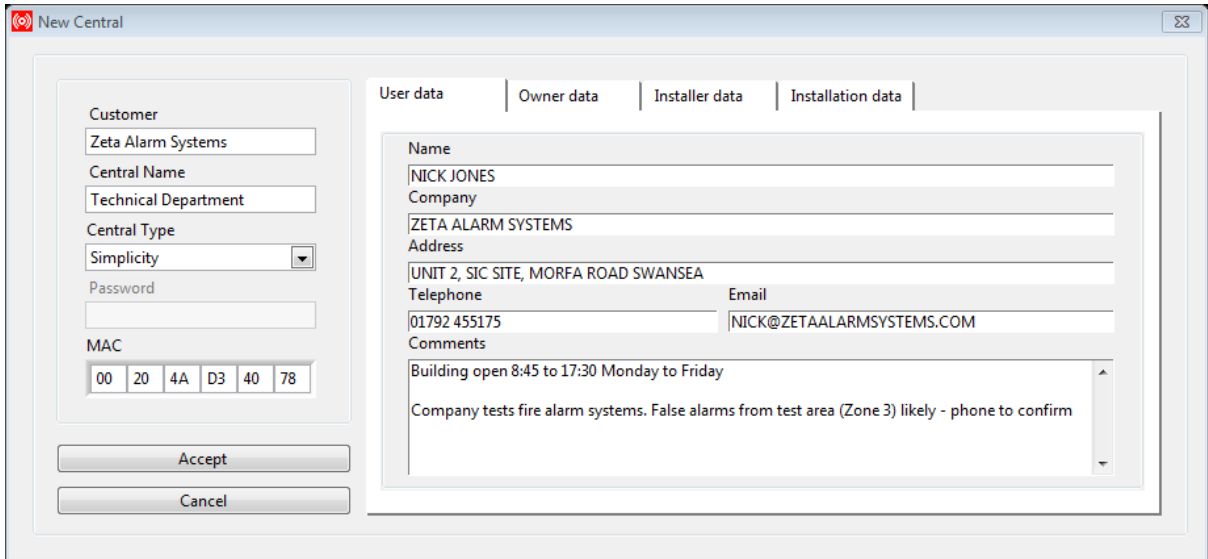 New Central
Customer
Zeta Alarm Systems
Central Name
Technical Department
Central Type
Simplicity
Password
MAC
00 20 4A D3 40 78
Accept
Cancel
User data Owner data Installer data Installation data
Name
NICK JONES
Company
ZETA ALARM SYSTEMS
Address
UNIT 2, SIC SITE, MORFA ROAD SWANSEA
Telephone Email
01792 455175 NICK@ZETAALARMSYSTEMS.COM
Comments
Building open 8:45 to 17:30 Monday to Friday
Company tests fire alarm systems. False alarms from test area (Zone 3) likely - phone to confirm